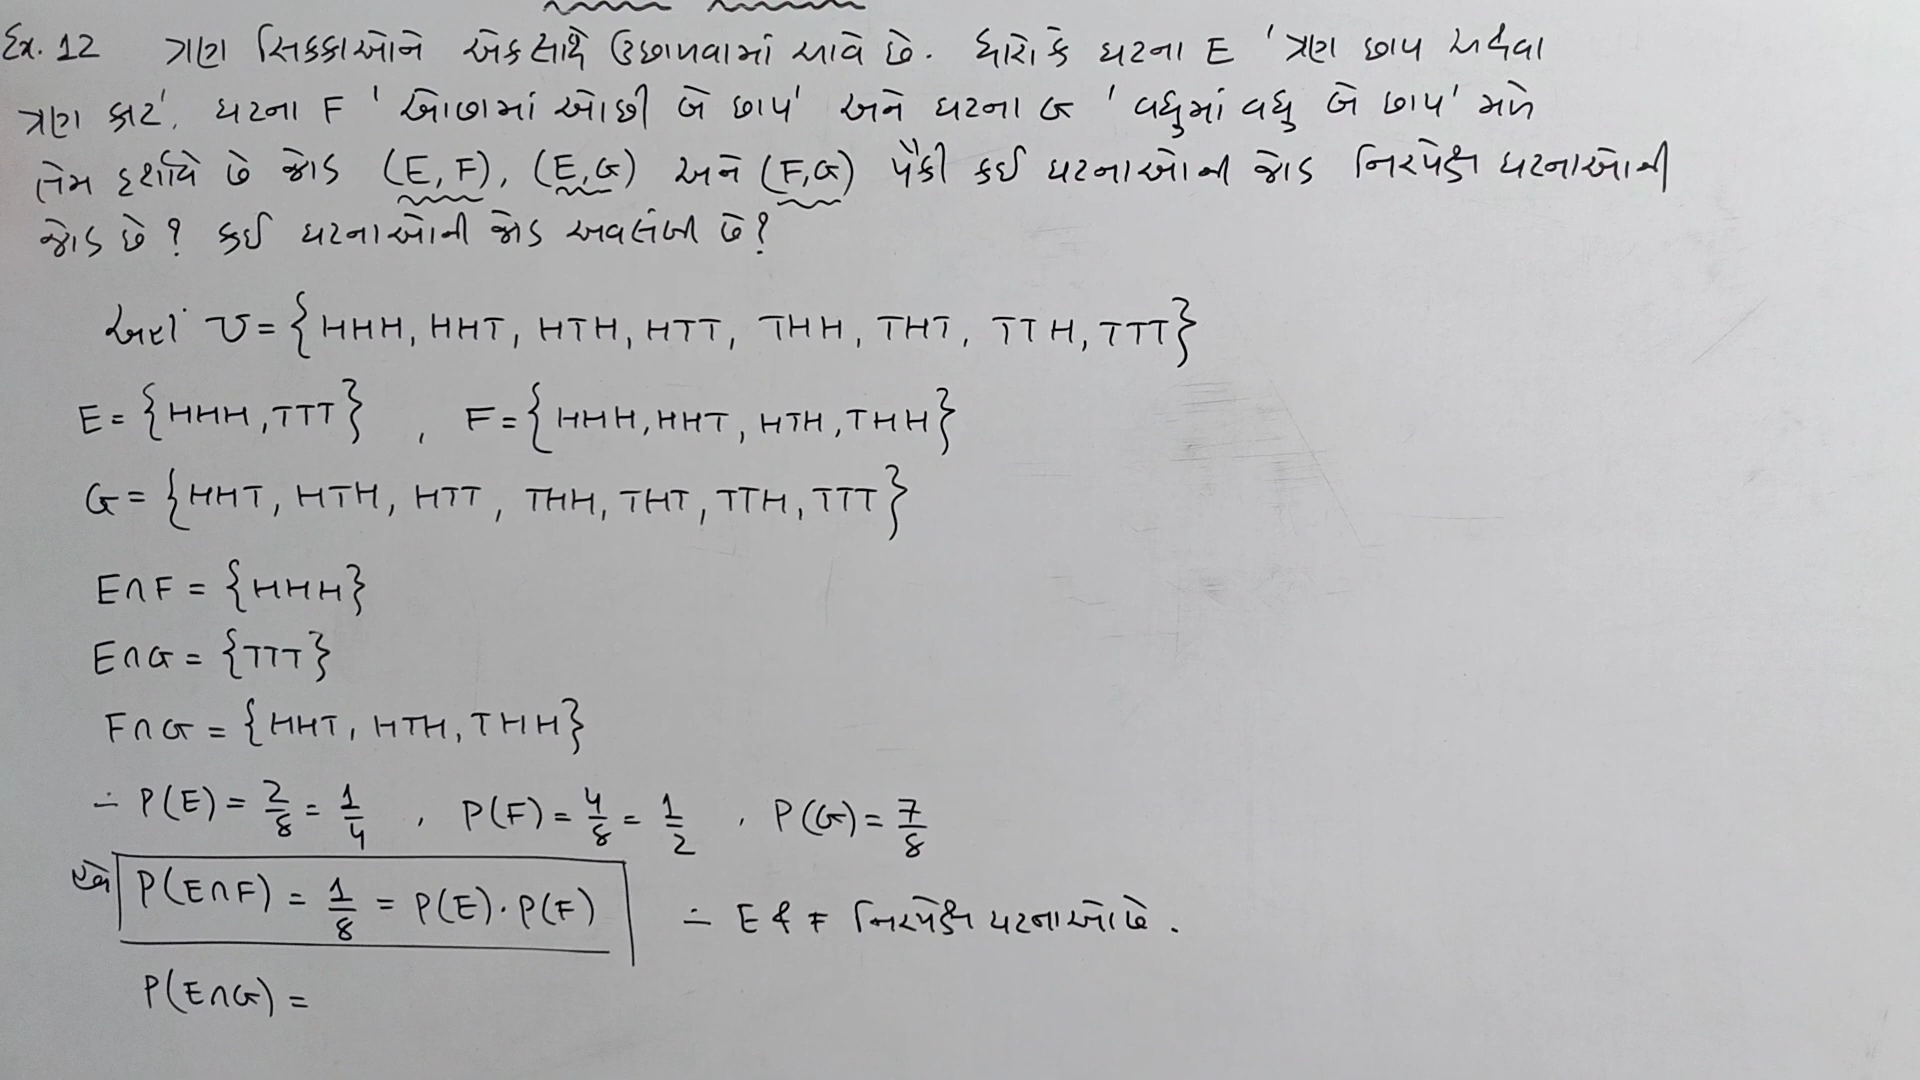 Ex. 12 ત્રણ સિક્કાઓને એકસાથે ઉછાળવામાં આવે છે. ધારો કે ઘટના E 'ત્રણ છાપ અથવા
ત્રણ કાટ', ઘટના F 'ઓછામાં ઓછી બે છાપ' અને ઘટના G 'વધુમાં વધુ બે છાપ' મળે
તેમ દર્શાવે છે જોડ (E, F), (E, G) અને (F, G) પૈકી કઈ ઘટનાઓની જોડ નિરપેક્ષ ઘટનાઓની
જોડ છે? કઈ ઘટનાઓની જોડ અવલંબી છે?
અહીં U = {HHH, HHT, HTH, HTT, THH, THT, TTH, TTT}
E = {HHH, TTT} , F = {HHH, HHT, HTH, THH}
G = {HHT, HTH, HTT, THH, THT, TTH, TTT}
E∩F = {HHH}
E∩G = {TTT}
F∩G = {HHT, HTH, THH}
∴ P(E) = 2/8 = 1/4 , P(F) = 4/8 = 1/2 , P(G) = 7/8
હવે P(E∩F) = 1/8 = P(E)·P(F) ∴ E & F નિરપેક્ષ ઘટનાઓ છે.
P(E∩G) =